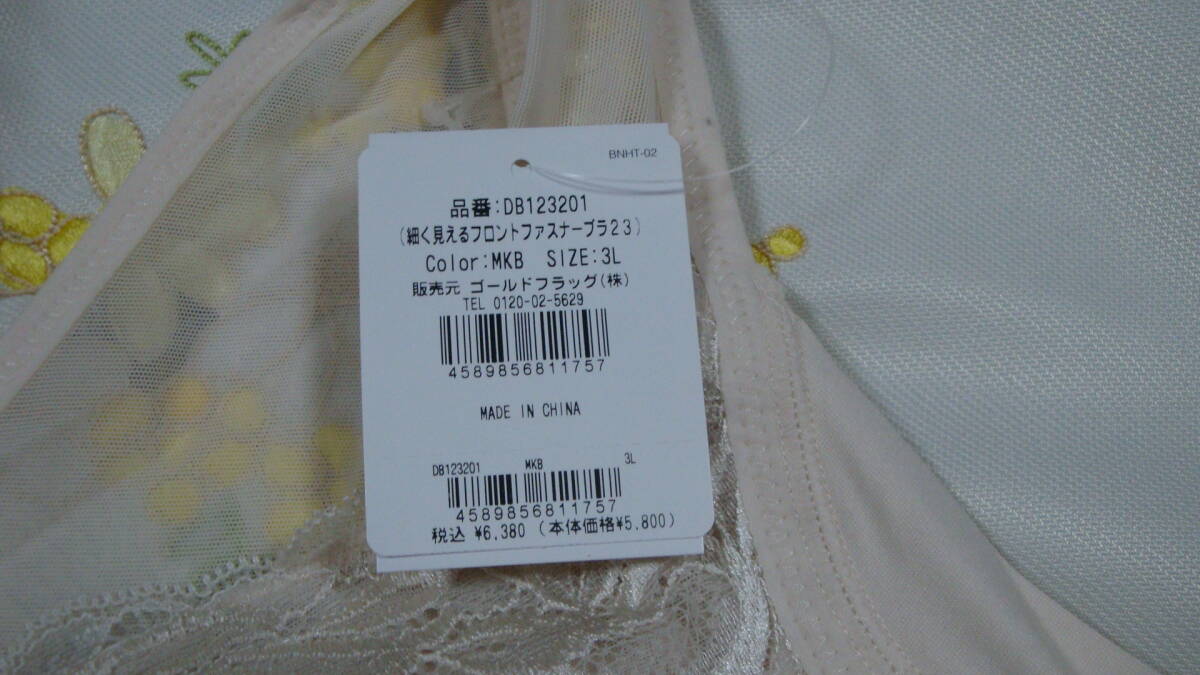 BNHT-02
品番:DB123201
(細く見えるフロントファスナーブラ23)
Color:MKB SIZE:3L
販売元 ゴールドフラッグ(株)
TEL 0120-02-5629
4589856811757
MADE IN CHINA
DB123201 MKB 3L
4589856811757
税込 ¥6,380 (本体価格¥5,800)